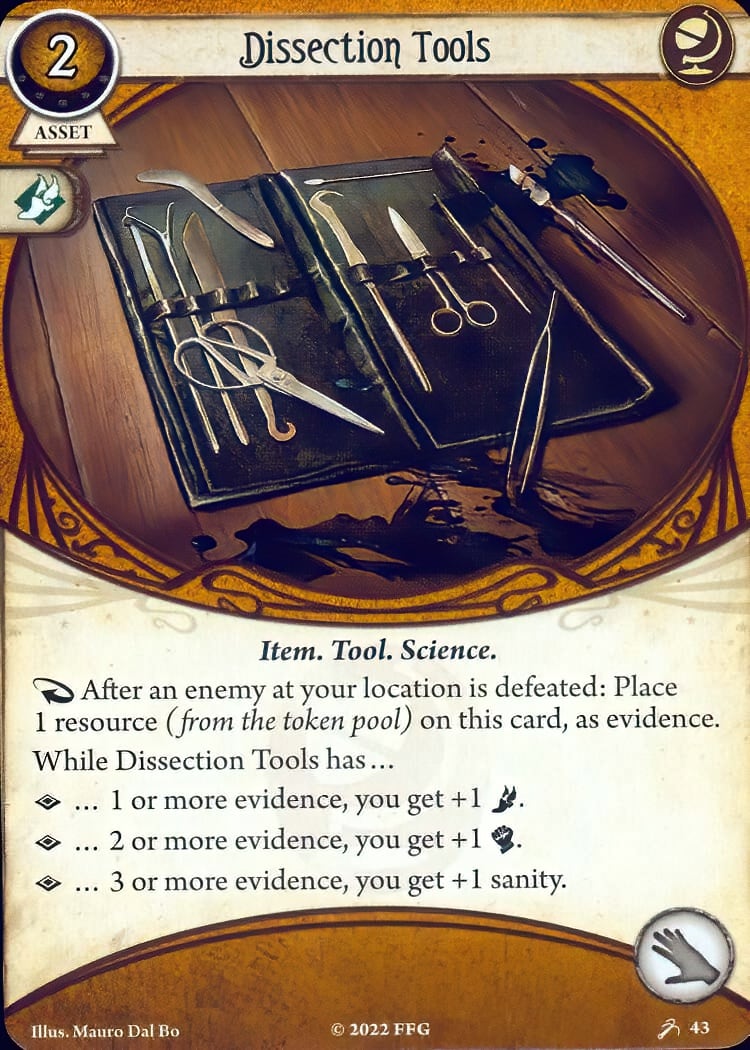 2
Dissection Tools
ASSET
Item. Tool. Science.
After an enemy at your location is defeated: Place
1 resource (from the token pool) on this card, as evidence.
While Dissection Tools has…
… 1 or more evidence, you get +1 .
… 2 or more evidence, you get +1 .
… 3 or more evidence, you get +1 sanity.
Illus. Mauro Dal Bo
© 2022 FFG
43